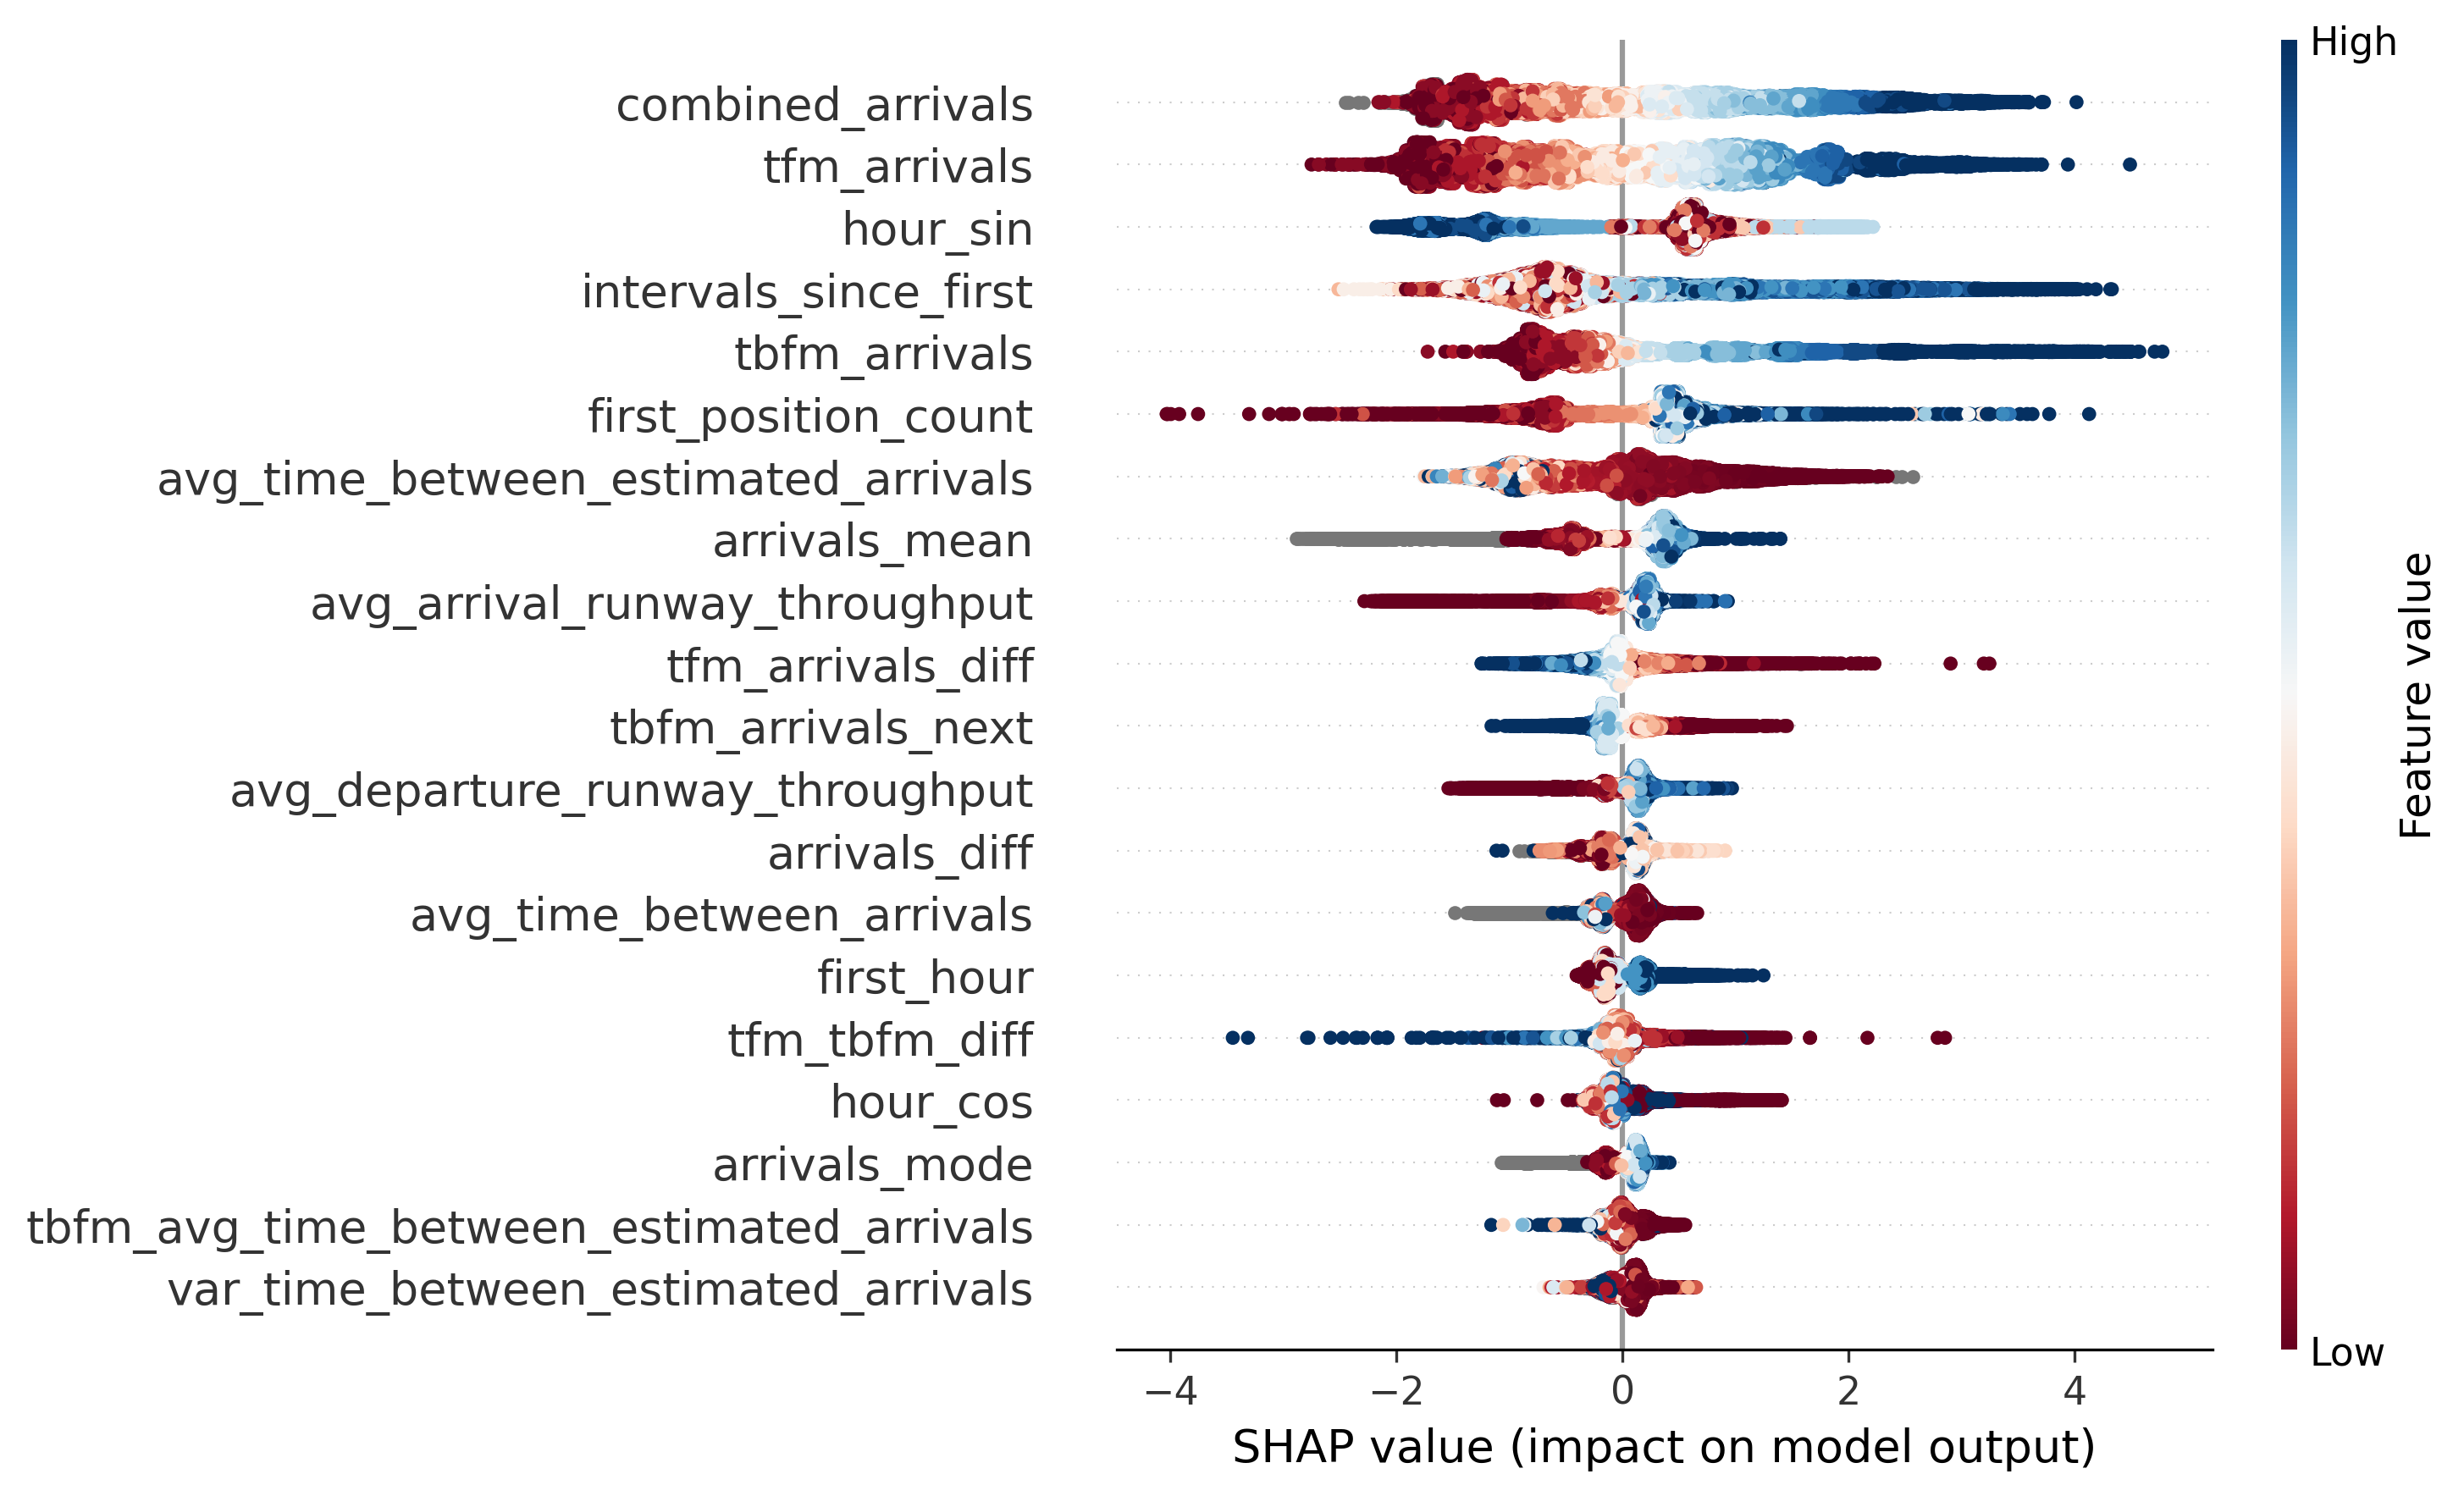 High
combined_arrivals
tfm_arrivals
hour_sin
intervals_since_first
tbfm_arrivals
first_position_count
avg_time_between_estimated_arrivals
arrivals_mean
avg_arrival_runway_throughput
tfm_arrivals_diff
tbfm_arrivals_next
avg_departure_runway_throughput
arrivals_diff
avg_time_between_arrivals
first_hour
tfm_tbfm_diff
hour_cos
arrivals_mode
tbfm_avg_time_between_estimated_arrivals
var_time_between_estimated_arrivals
Feature value
Low
−4 −2 0 2 4
SHAP value (impact on model output)